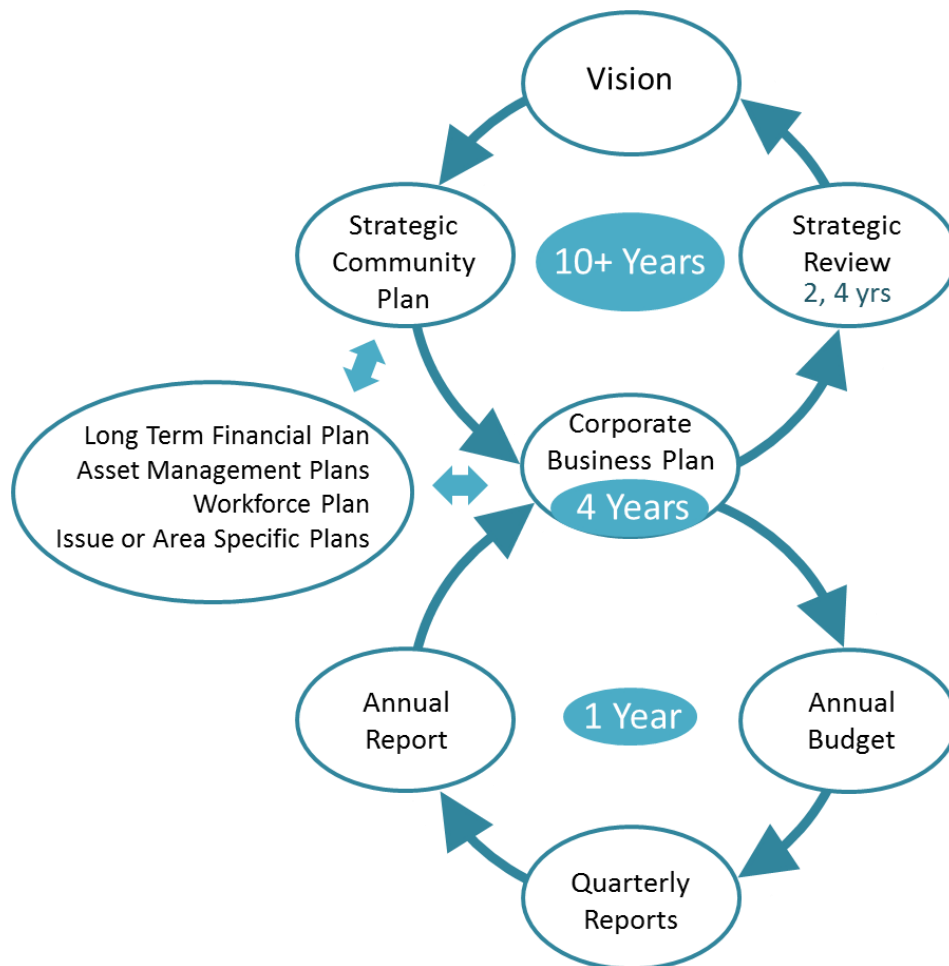 Vision
Strategic
Community
Plan
10+ Years
Strategic
Review
2, 4 yrs
Long Term Financial Plan
Asset Management Plans
Workforce Plan
Issue or Area Specific Plans
Corporate
Business Plan
4 Years
Annual
Report
1 Year
Annual
Budget
Quarterly
Reports